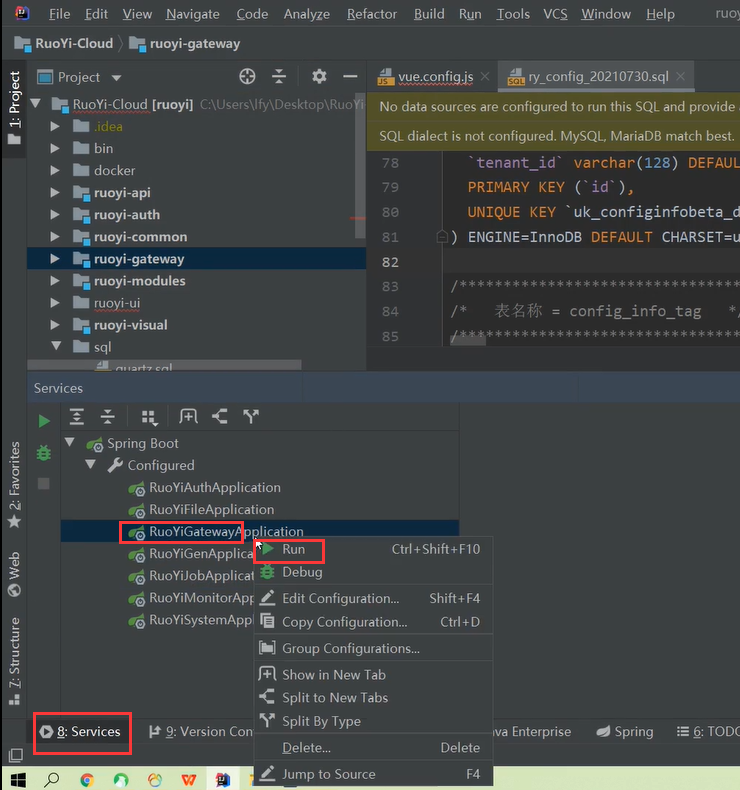 File Edit View Navigate Code Analyze Refactor Build Run Tools VCS Window Help ruoy
RuoYi-Cloud ruoyi-gateway
1: Project
Project
vue.config.js
ry_config_20210730.sql
RuoYi-Cloud [ruoyi] C:\Users\lfy\Desktop\RuoYi
.idea
bin
docker
ruoyi-api
ruoyi-auth
ruoyi-common
ruoyi-gateway
ruoyi-modules
ruoyi-ui
ruoyi-visual
sql
quartz.sql
No data sources are configured to run this SQL and provide a
SQL dialect is not configured. MySQL, MariaDB match best.
78 `tenant_id` varchar(128) DEFAUL
79 PRIMARY KEY (`id`),
80 UNIQUE KEY `uk_configinfobeta_d
81 ) ENGINE=InnoDB DEFAULT CHARSET=u
82
83 /*********************************
84 /* 表名称 = config_info_tag */
85 /*********************************
Services
2: Favorites
Web
7: Structure
Spring Boot
Configured
RuoYiAuthApplication
RuoYiFileApplication
RuoYiGatewayApplication
RuoYiGenApplica
RuoYiJobApplicat
RuoYiMonitorApp
RuoYiSystemAppl
Run Ctrl+Shift+F10
Debug
Edit Configuration... Shift+F4
Copy Configuration... Ctrl+D
Group Configurations...
Show in New Tab
Split to New Tabs
Split By Type
Delete... Delete
Jump to Source F4
8: Services 9: Version Con ava Enterprise Spring 6: TODO